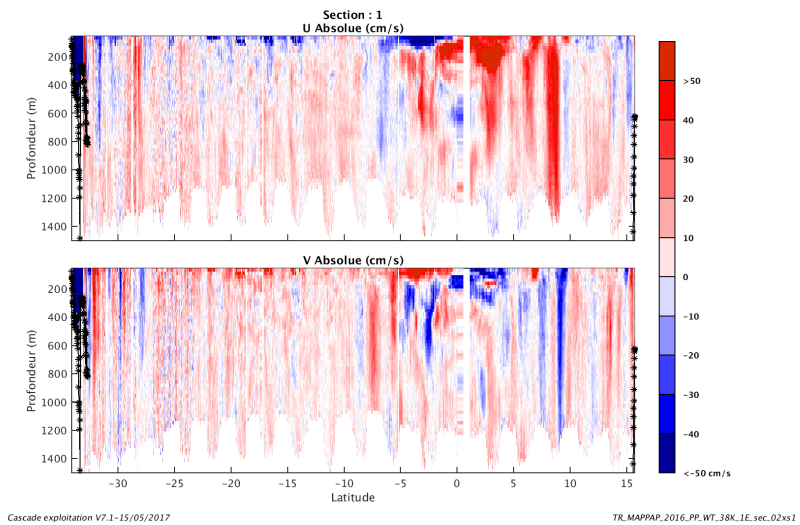 Section : 1
U Absolue (cm/s)
200
400
600
800
1000
1200
1400
Profondeur (m)
V Absolue (cm/s)
200
400
600
800
1000
1200
1400
Profondeur (m)
−30 −25 −20 −15 −10 −5 0 5 10 15
Latitude
>50
40
30
20
10
0
−10
−20
−30
−40
<−50 cm/s
Cascade exploitation V7.1−15/05/2017
TR_MAPPAP_2016_PP_WT_38K_1E_sec_02xs1